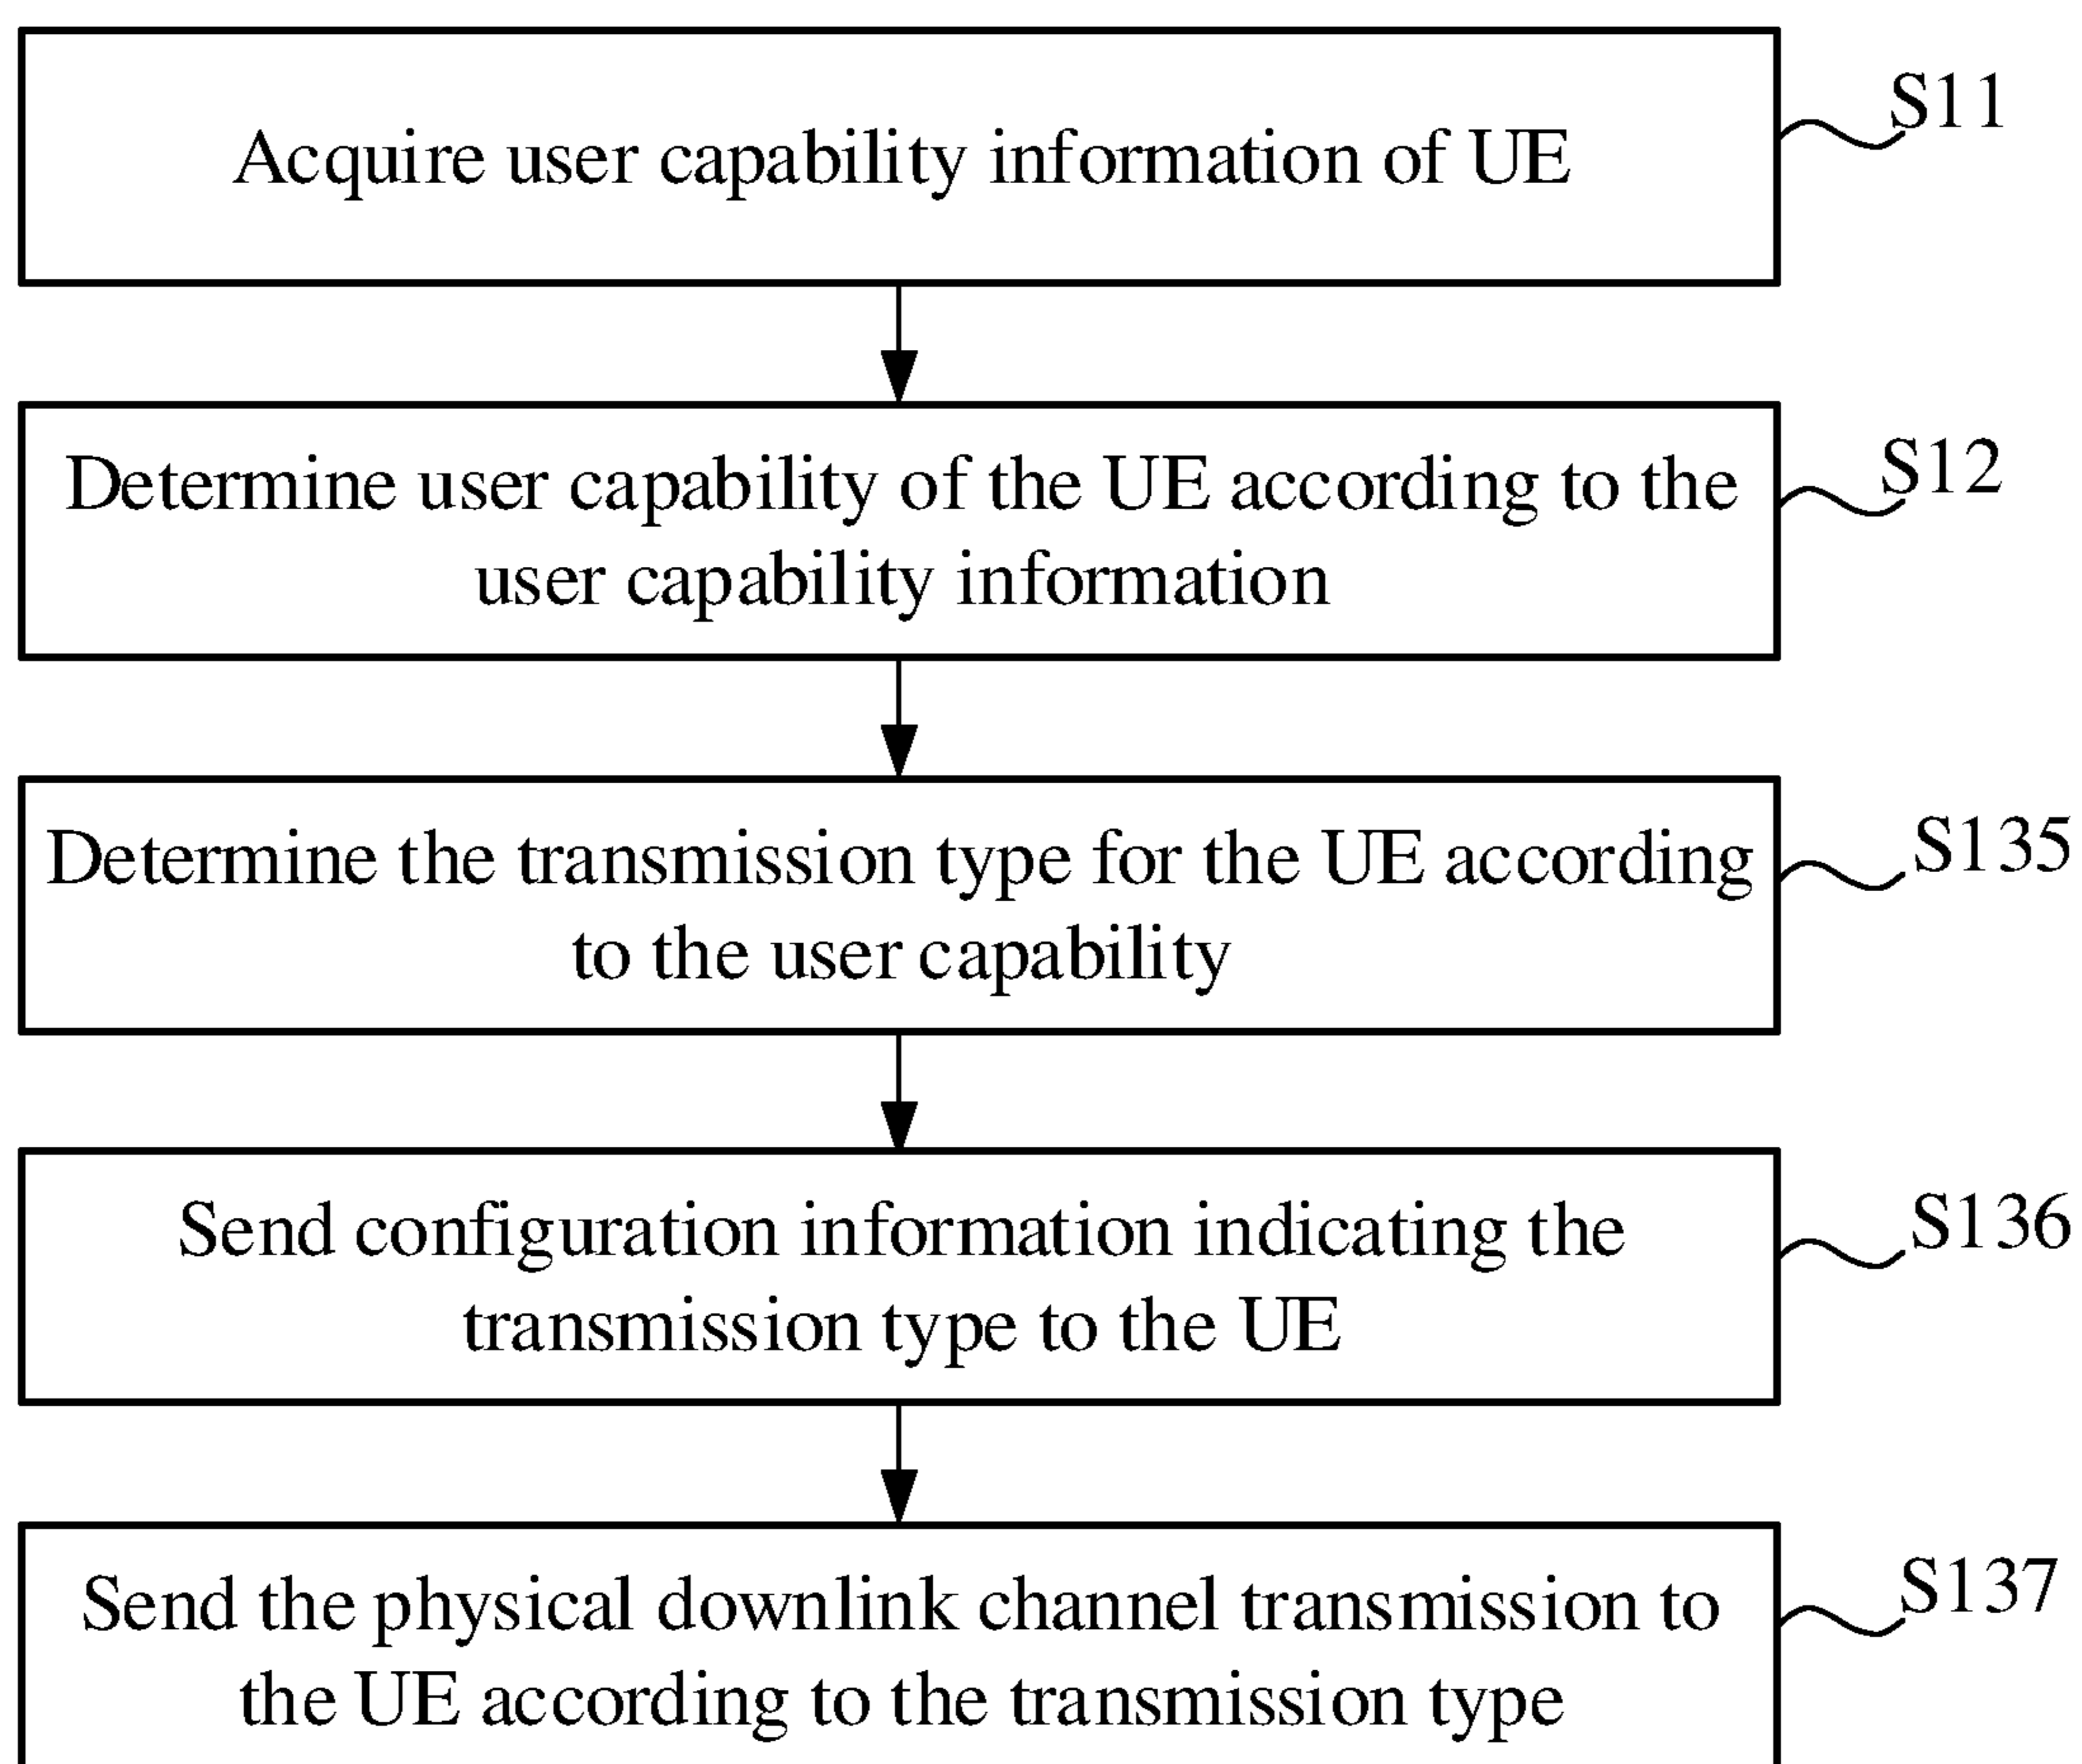 Acquire user capability information of UE
S11
Determine user capability of the UE according to the
user capability information
S12
Determine the transmission type for the UE according
to the user capability
S135
Send configuration information indicating the
transmission type to the UE
S136
Send the physical downlink channel transmission to
the UE according to the transmission type
S137